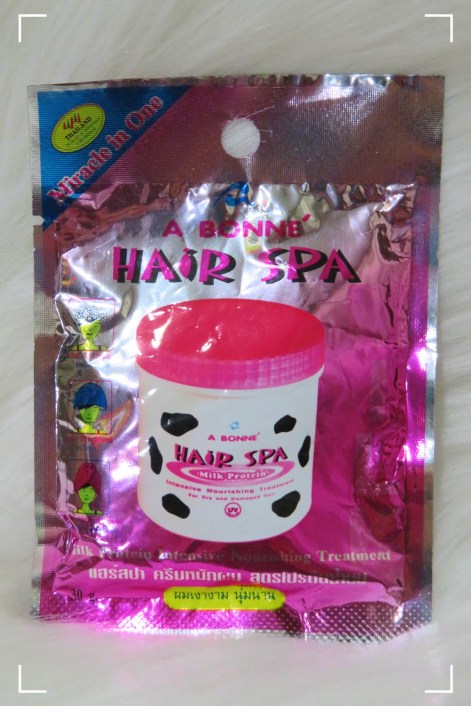 THAILAND
Miracle in One
A BONNE'
HAIR SPA
A BONNE'
HAIR SPA
Milk Protein
Intensive Nourishing Treatment
For Dry and Damaged Hair
UV
Milk Protein Intensive Nourishing Treatment
แฮร์สปา ครีมหมักผม สูตรโปรตีนน้ำนม
30 g
ผมเงางาม นุ่มนาน